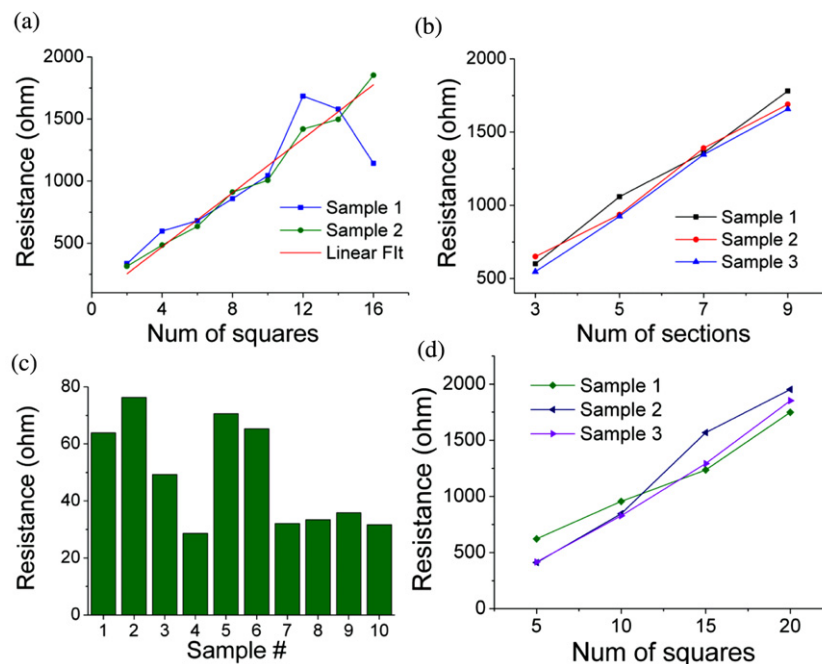 (a)
2000
1500
1000
500
Resistance (ohm)
Sample 1
Sample 2
Linear FIt
0 4 8 12 16
Num of squares
(b)
2000
1500
1000
500
Resistance (ohm)
Sample 1
Sample 2
Sample 3
3 5 7 9
Num of sections
(c)
80
60
40
20
0
Resistance (ohm)
1 2 3 4 5 6 7 8 9 10
Sample #
(d)
2000
1500
1000
500
0
Resistance (ohm)
Sample 1
Sample 2
Sample 3
5 10 15 20
Num of squares